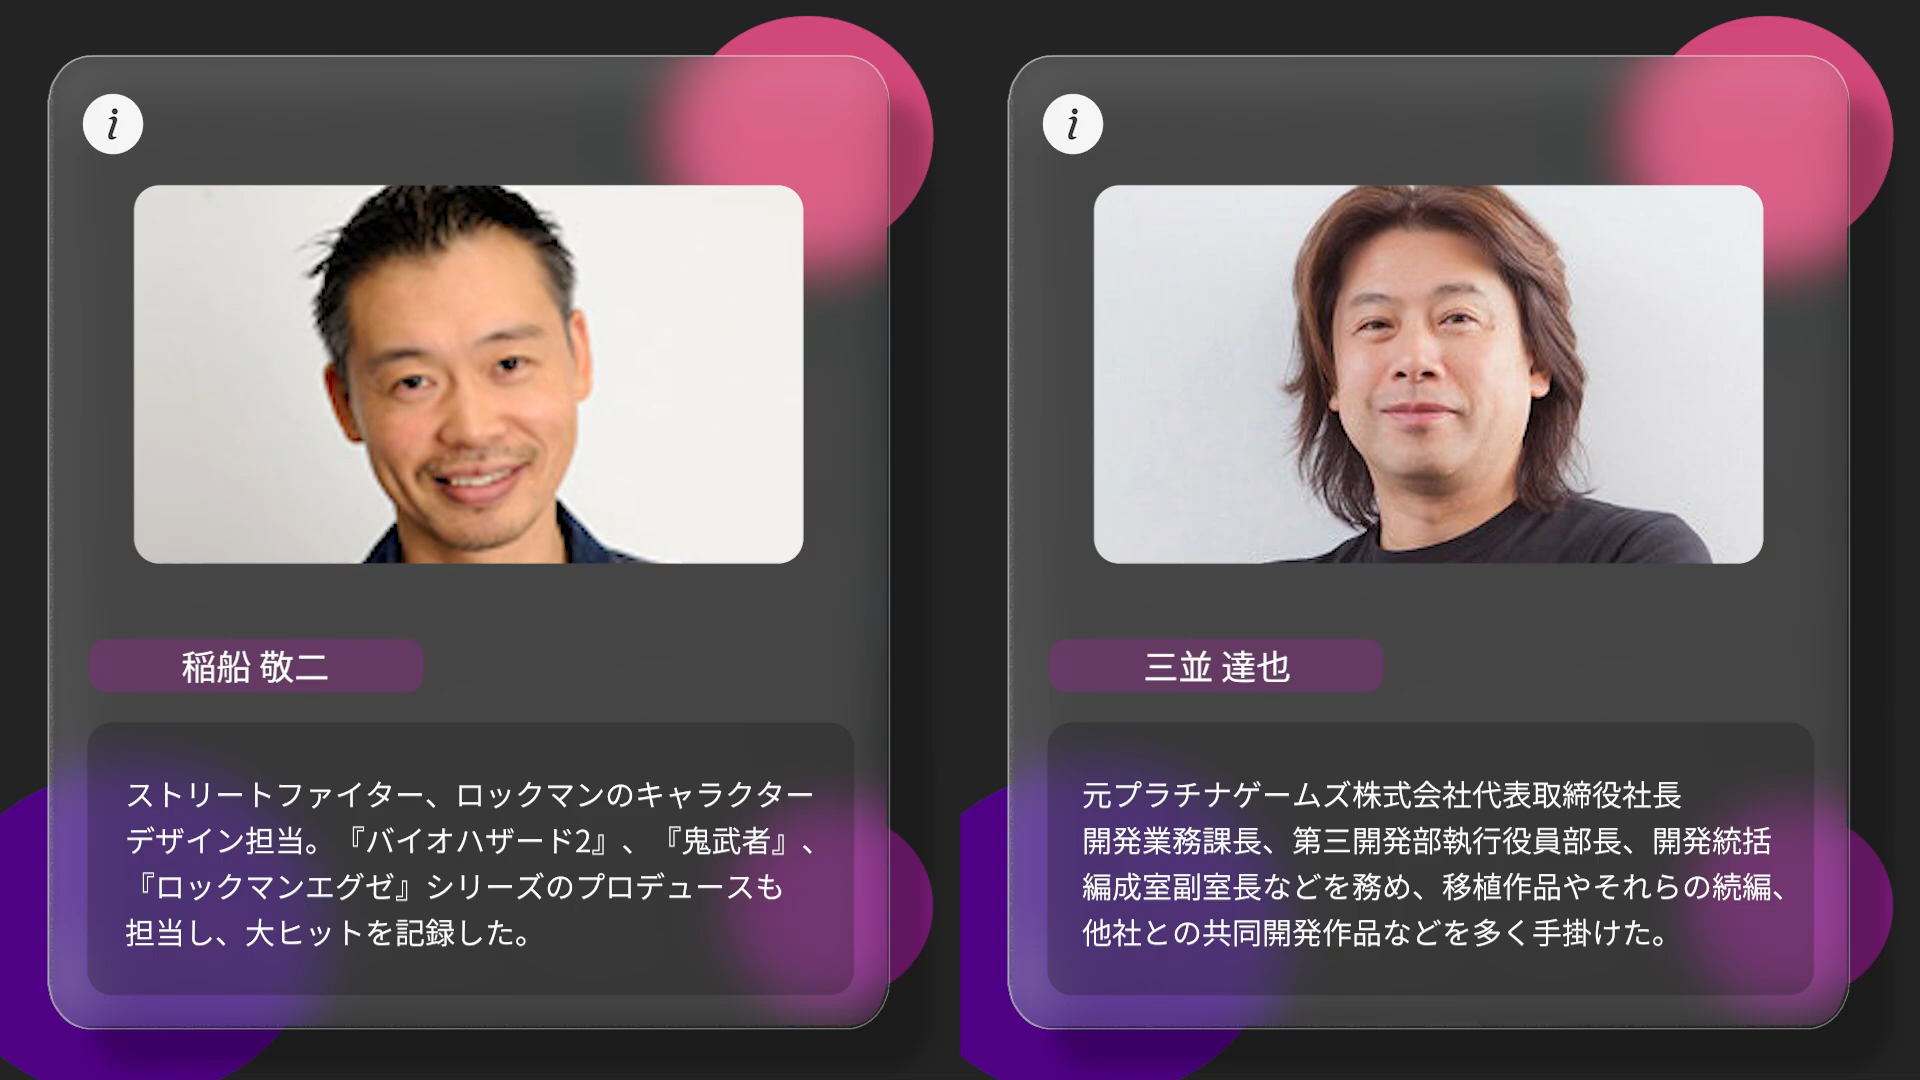 i
稲船 敬二
ストリートファイター、ロックマンのキャラクター
デザイン担当。『バイオハザード2』、『鬼武者』、
『ロックマンエグゼ』シリーズのプロデュースも
担当し、大ヒットを記録した。
i
三並 達也
元プラチナゲームズ株式会社代表取締役社長
開発業務課長、第三開発部執行役員部長、開発統括
編成室副室長などを務め、移植作品やそれらの続編、
他社との共同開発作品などを多く手掛けた。